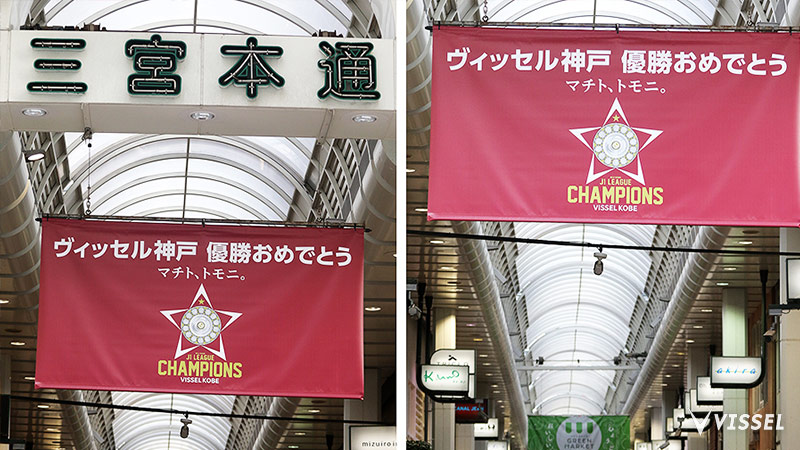 三宮本通
ヴィッセル神戸 優勝おめでとう
マチト、トモニ。
J1 LEAGUE
CHAMPIONS
VISSEL KOBE
mizuiro
ヴィッセル神戸 優勝おめでとう
マチト、トモニ。
J1 LEAGUE
CHAMPIONS
VISSEL KOBE
akira
GREEN
MARKET
VISSEL